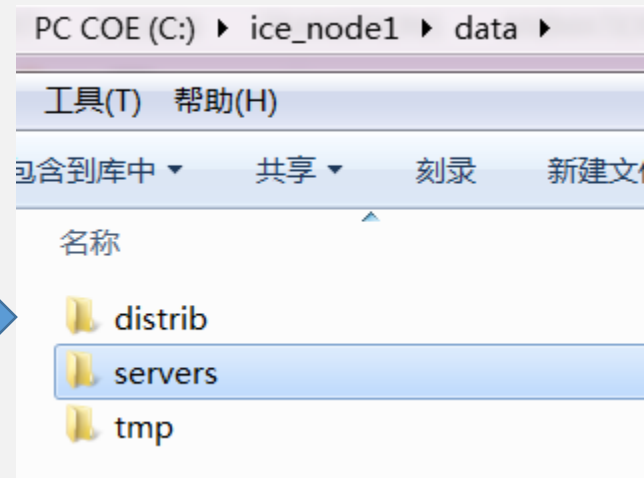 PC COE (C:) ▸ ice_node1 ▸ data ▸
工具(T) 帮助(H)
包含到库中 共享 刻录 新建文件
名称
distrib
servers
tmp